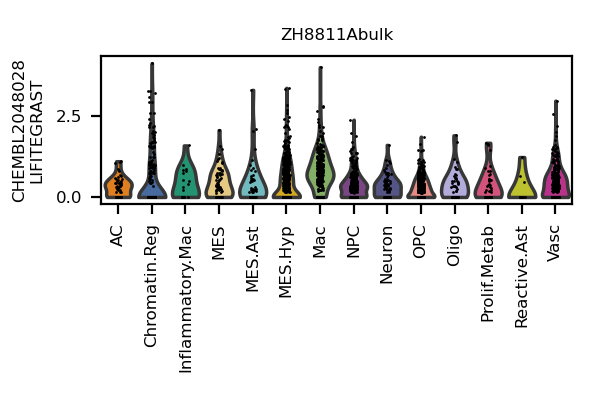 ZH8811Abulk
CHEMBL2048028
LIFITEGRAST
2.5
0.0
AC
Chromatin.Reg
Inflammatory.Mac
MES
MES.Ast
MES.Hyp
Mac
NPC
Neuron
OPC
Oligo
Prolif.Metab
Reactive.Ast
Vasc